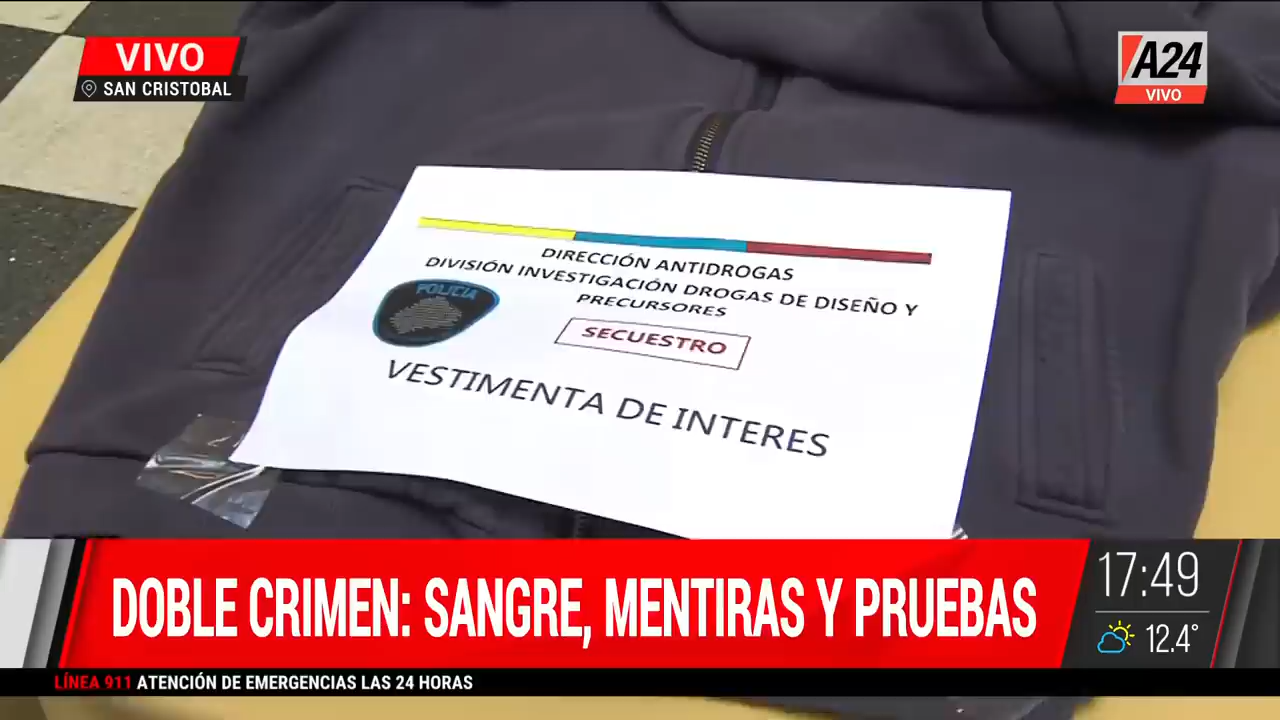 VIVO
SAN CRISTOBAL
A24
VIVO
DIRECCIÓN ANTIDROGAS
DIVISIÓN INVESTIGACIÓN DROGAS DE DISEÑO Y
PRECURSORES
POLICIA
SECUESTRO
VESTIMENTA DE INTERES
DOBLE CRIMEN: SANGRE, MENTIRAS Y PRUEBAS
17:49
12.4°
LÍNEA 911 ATENCIÓN DE EMERGENCIAS LAS 24 HORAS